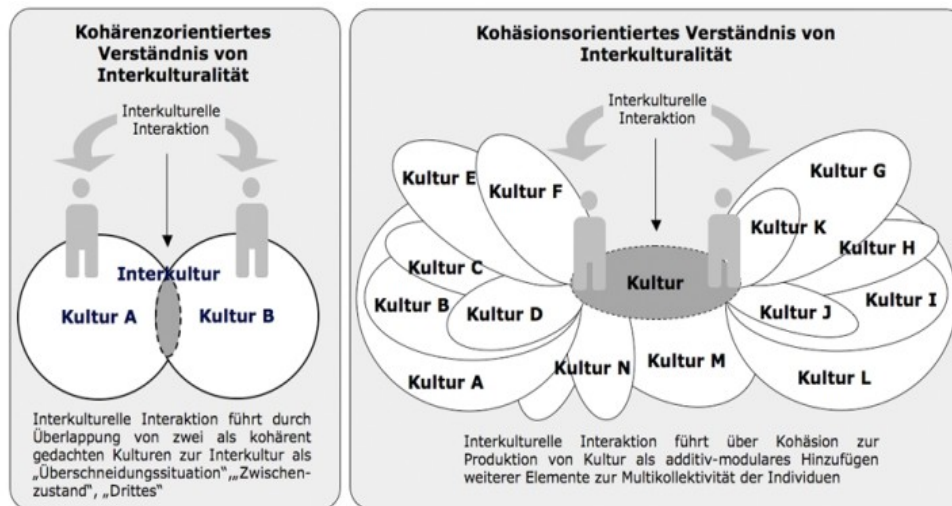 Kohärenzorientiertes
Verständnis von
Interkulturalität
Interkulturelle
Interaktion
Interkultur
Kultur A
Kultur B
Interkulturelle Interaktion führt durch
Überlappung von zwei als kohärent
gedachten Kulturen zur Interkultur als
„Überschneidungssituation“,„Zwischen-
zustand“, „Drittes“
Kohäsionsorientiertes Verständnis von
Interkulturalität
Interkulturelle
Interaktion
Kultur E
Kultur F
Kultur G
Kultur K
Kultur C
Kultur H
Kultur
Kultur B
Kultur D
Kultur J
Kultur I
Kultur A
Kultur N
Kultur M
Kultur L
Interkulturelle Interaktion führt über Kohäsion zur
Produktion von Kultur als additiv-modulares Hinzufügen
weiterer Elemente zur Multikollektivität der Individuen